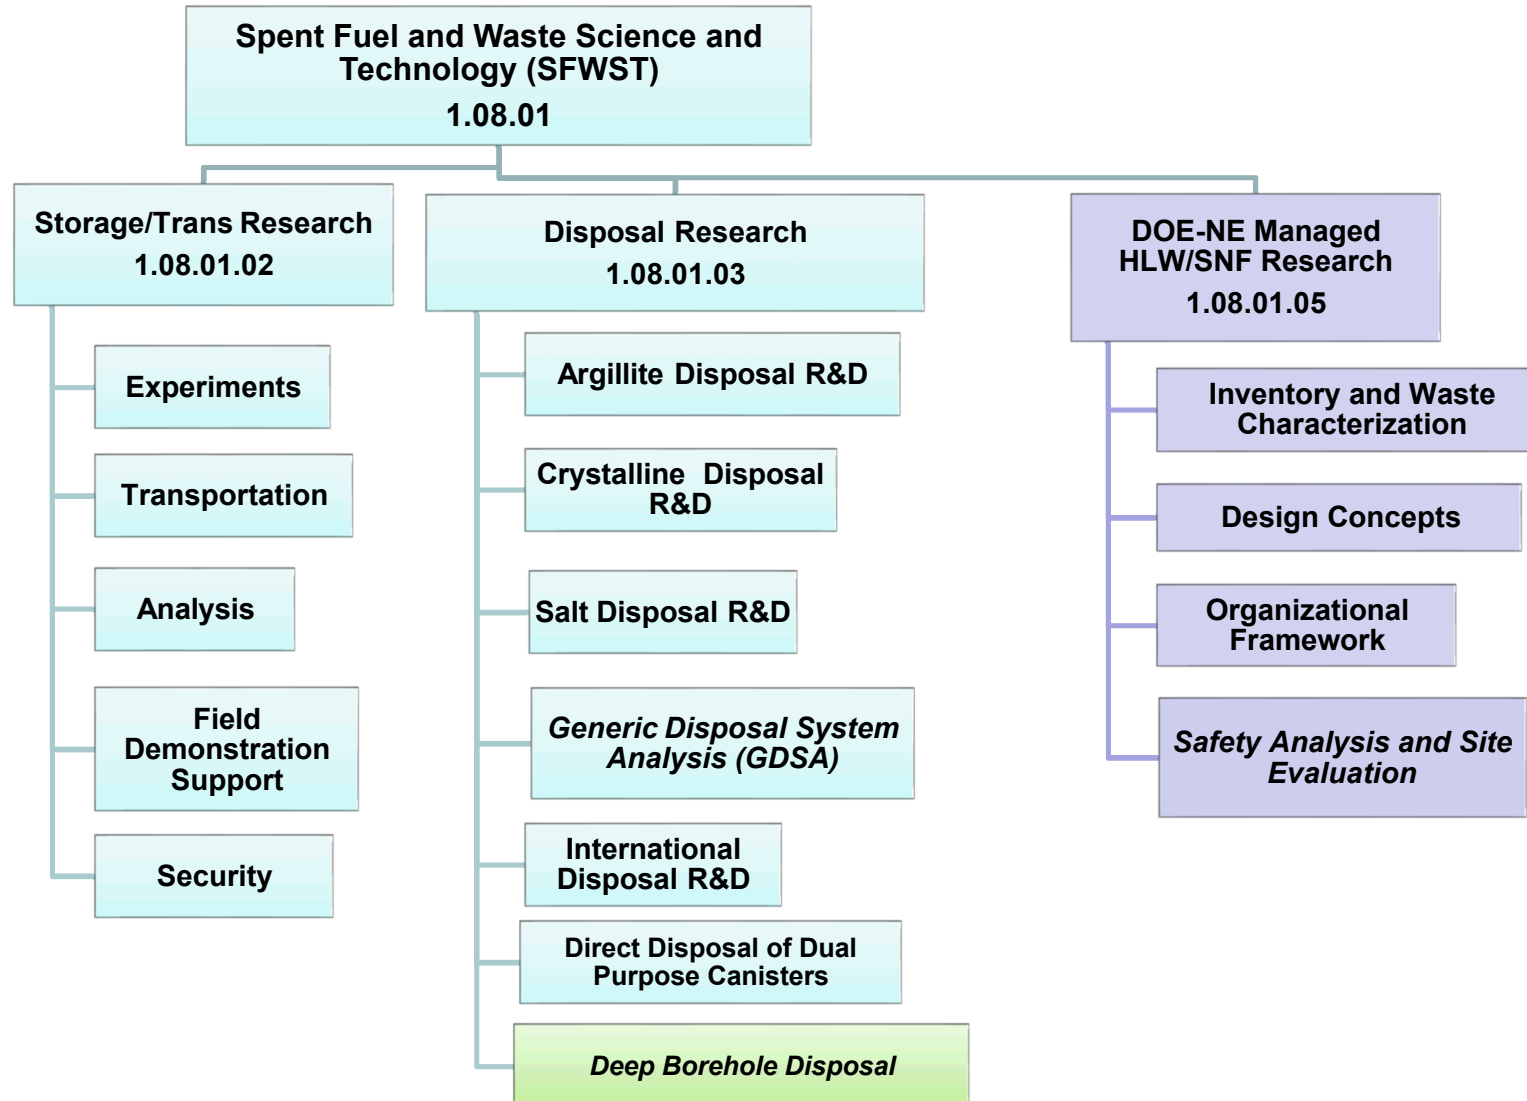 Spent Fuel and Waste Science and
Technology (SFWST)
1.08.01
Storage/Trans Research
1.08.01.02
Experiments
Transportation
Analysis
Field
Demonstration
Support
Security
Disposal Research
1.08.01.03
Argillite Disposal R&D
Crystalline Disposal
R&D
Salt Disposal R&D
Generic Disposal System
Analysis (GDSA)
International
Disposal R&D
Direct Disposal of Dual
Purpose Canisters
Deep Borehole Disposal
DOE-NE Managed
HLW/SNF Research
1.08.01.05
Inventory and Waste
Characterization
Design Concepts
Organizational
Framework
Safety Analysis and Site
Evaluation